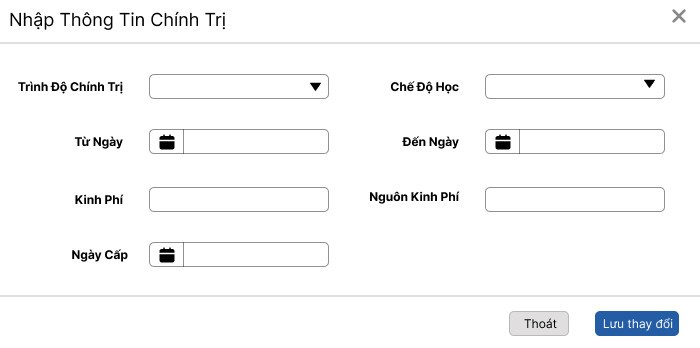 Nhập Thông Tin Chính Trị
Trình Độ Chính Trị
Chế Độ Học
Từ Ngày
Đến Ngày
Kinh Phí
Nguôn Kinh Phí
Ngày Cấp
Thoát
Lưu thay đổi